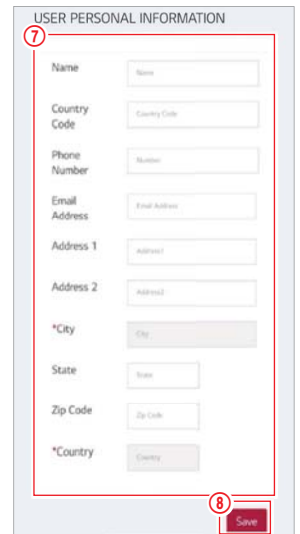 USER PERSONAL INFORMATION
7
Name
Name
Country
Code
Country Code
Phone
Number
Number
Email
Address
Email Address
Address 1
Address1
Address 2
Address2
*City
City
State
State
Zip Code
Zip Code
*Country
Country
8
Save